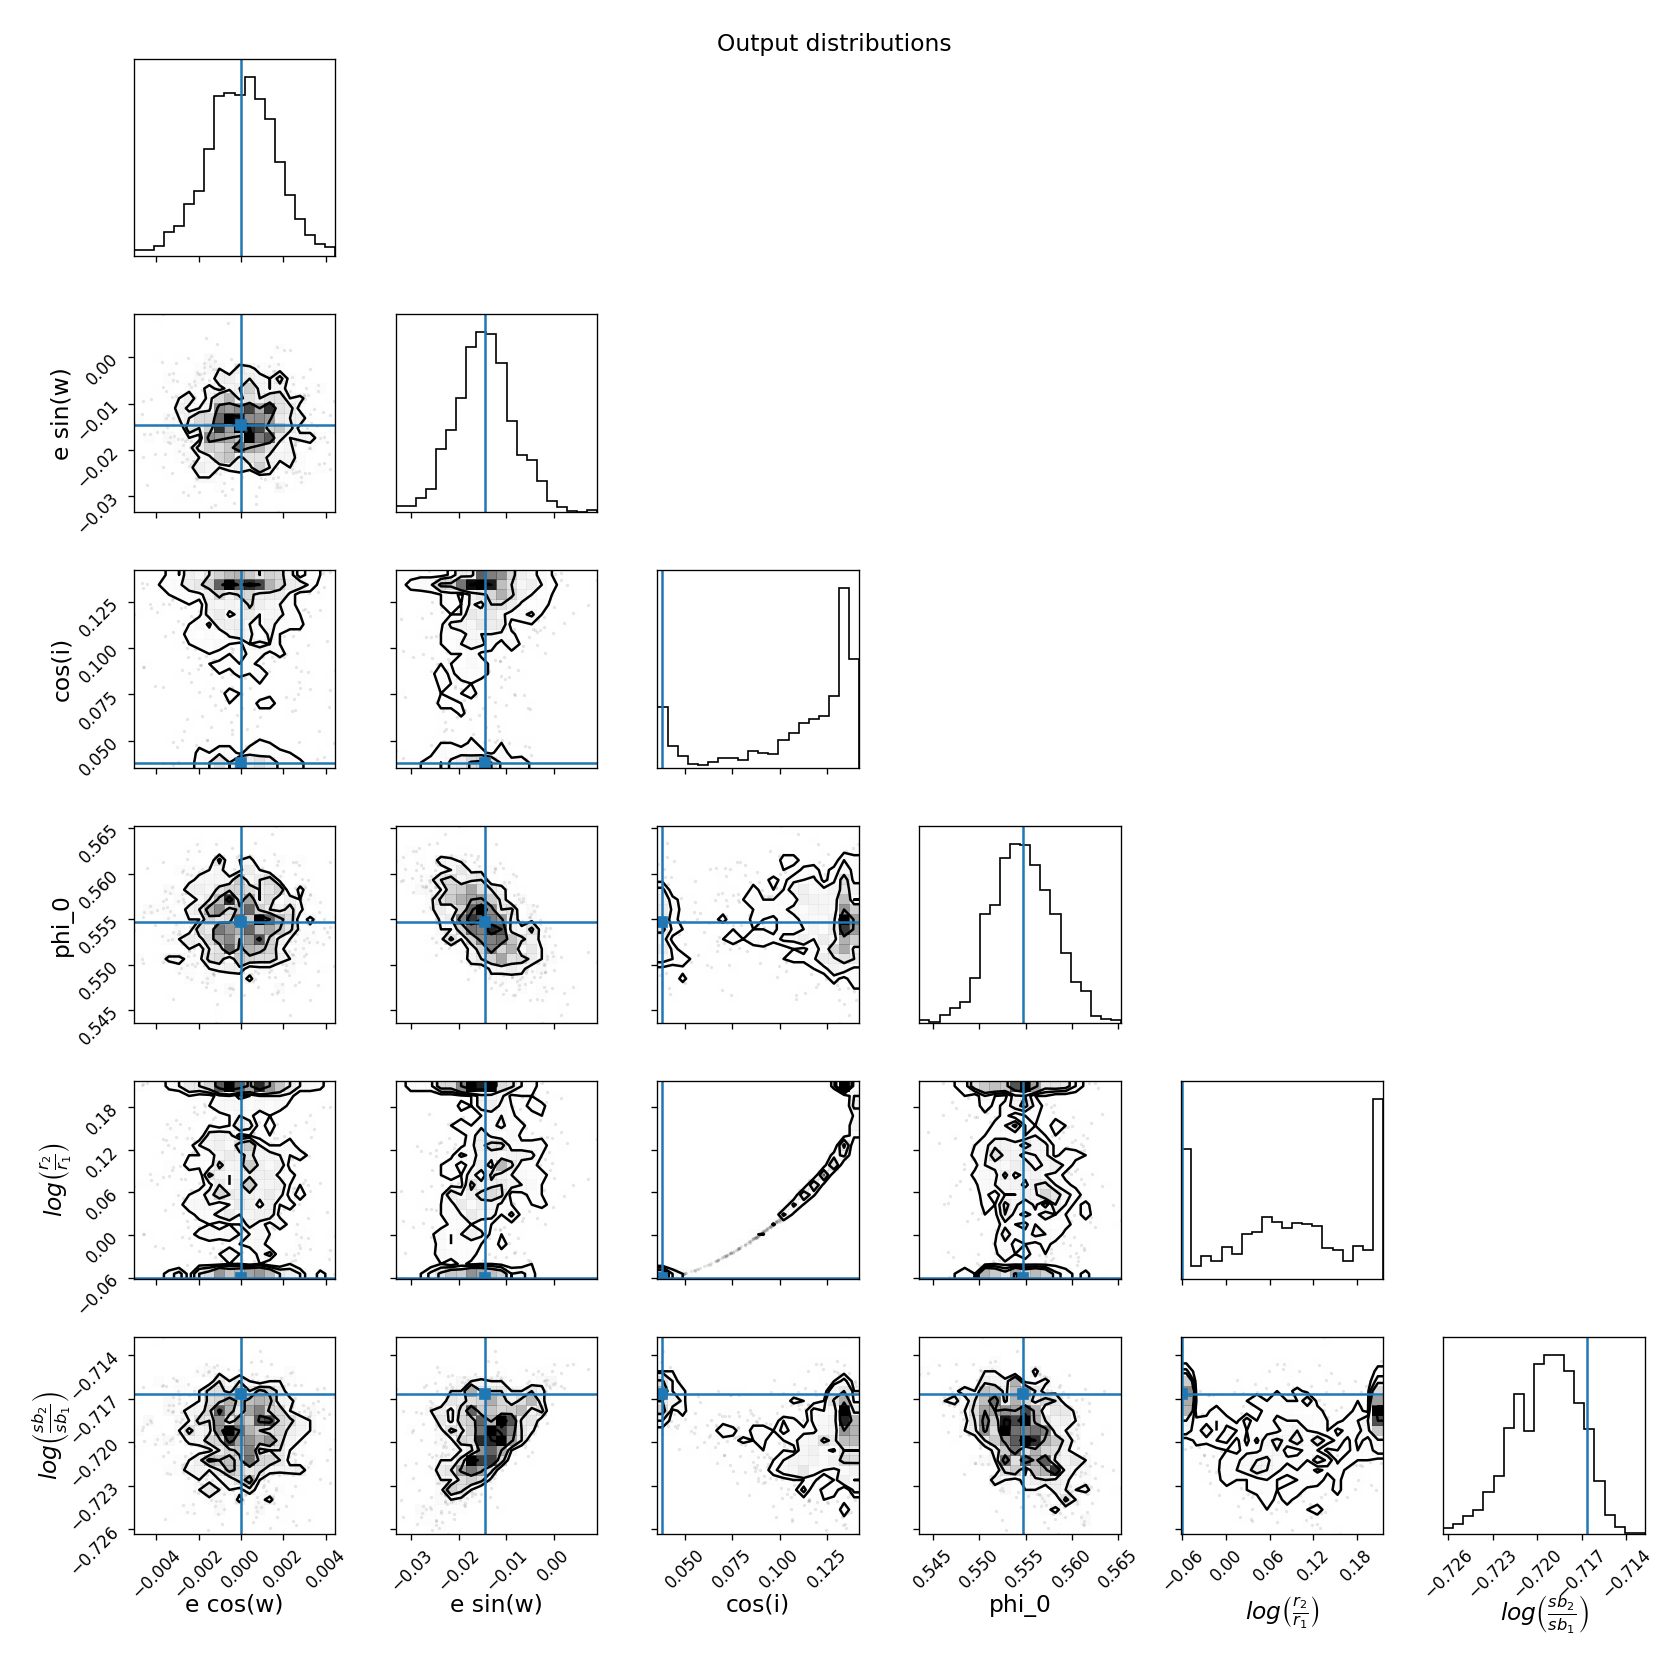 Output distributions
e sin(w)
0.00
−0.01
−0.02
−0.03
cos(i)
0.125
0.100
0.075
0.050
phi_0
0.565
0.560
0.555
0.550
0.545
log(r₂/r₁)
0.18
0.12
0.06
0.00
−0.06
log(sb₂/sb₁)
−0.714
−0.717
−0.720
−0.723
−0.726
−0.004 −0.002 0.000 0.002 0.004
−0.03 −0.02 −0.01 0.00
0.050 0.075 0.100 0.125
0.545 0.550 0.555 0.560 0.565
−0.06 0.00 0.06 0.12 0.18
−0.726 −0.723 −0.720 −0.717 −0.714
e cos(w) e sin(w) cos(i) phi_0 log(r₂/r₁) log(sb₂/sb₁)